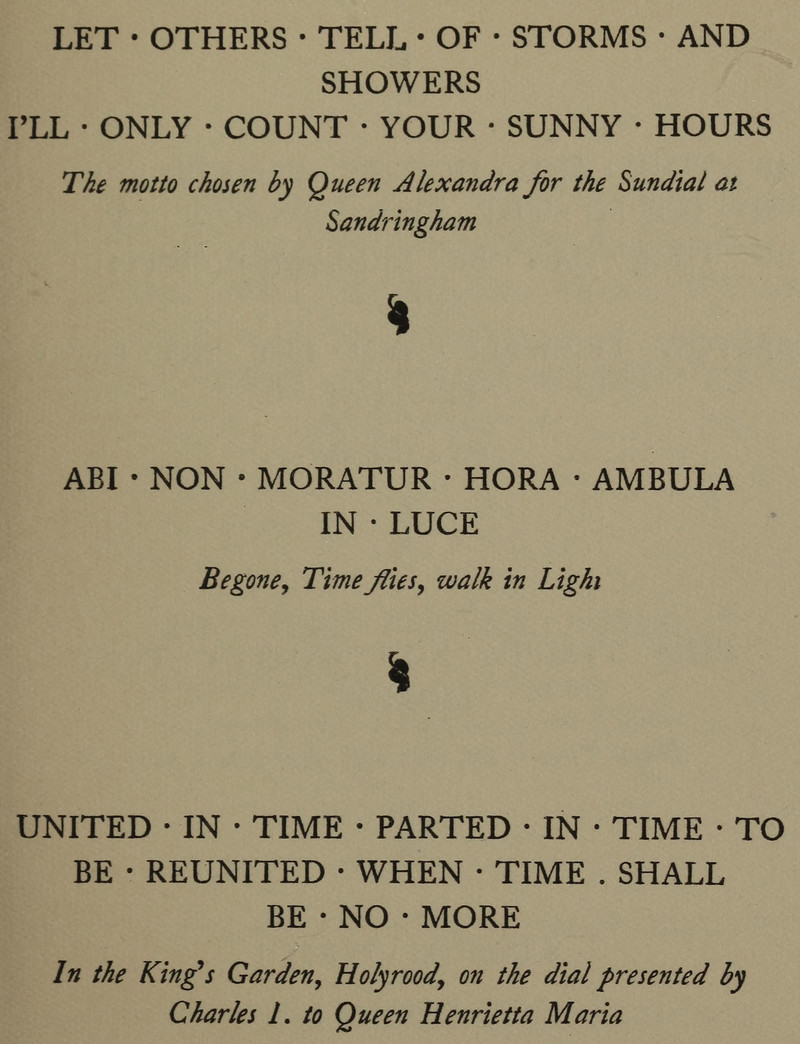 LET · OTHERS · TELL · OF · STORMS · AND
SHOWERS
I’LL · ONLY · COUNT · YOUR · SUNNY · HOURS
The motto chosen by Queen Alexandra for the Sundial at
Sandringham
ABI · NON · MORATUR · HORA · AMBULA
IN · LUCE
Begone, Time flies, walk in Light
UNITED · IN · TIME · PARTED · IN · TIME · TO
BE · REUNITED · WHEN · TIME . SHALL
BE · NO · MORE
In the King’s Garden, Holyrood, on the dial presented by
Charles I. to Queen Henrietta Maria